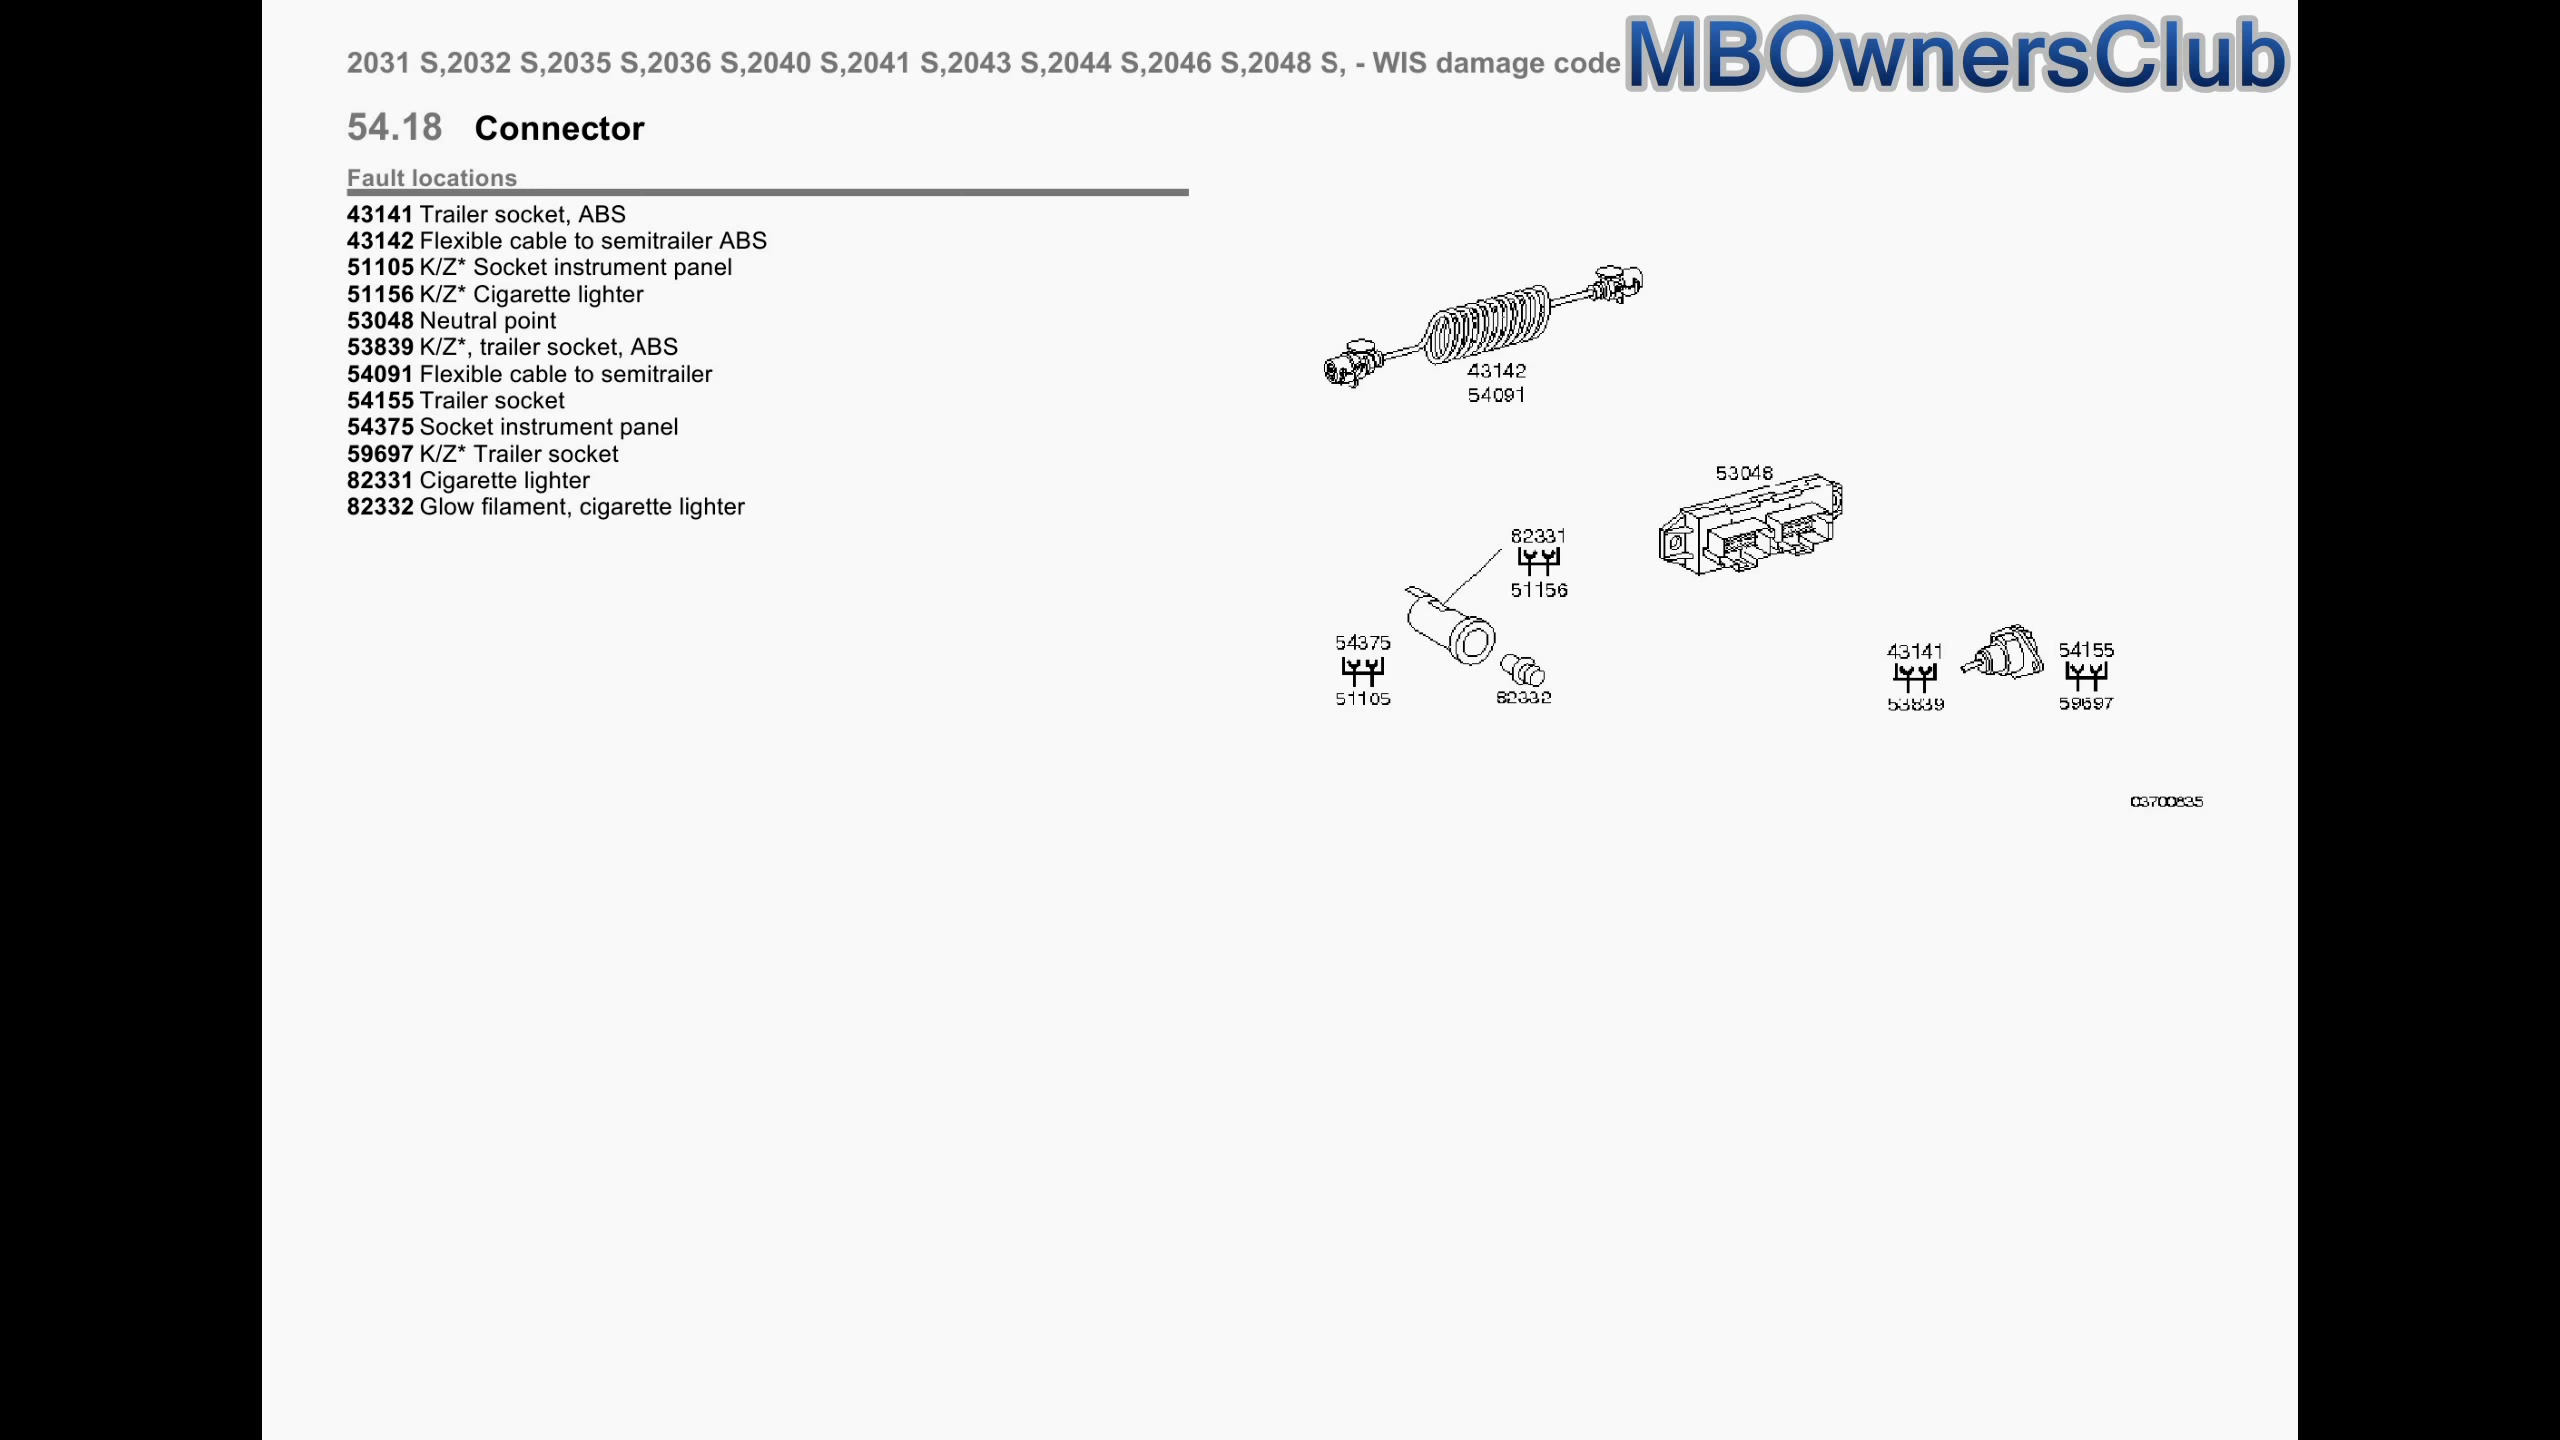 2031 S,2032 S,2035 S,2036 S,2040 S,2041 S,2043 S,2044 S,2046 S,2048 S, - WIS damage code MBOwnersClub
54.18 Connector
Fault locations
43141 Trailer socket, ABS
43142 Flexible cable to semitrailer ABS
51105 K/Z* Socket instrument panel
51156 K/Z* Cigarette lighter
53048 Neutral point
53839 K/Z*, trailer socket, ABS
54091 Flexible cable to semitrailer
54155 Trailer socket
54375 Socket instrument panel
59697 K/Z* Trailer socket
82331 Cigarette lighter
82332 Glow filament, cigarette lighter
43142
54091
53048
82331
51156
54375
51105
82332
43141
53839
54155
59697
03700835